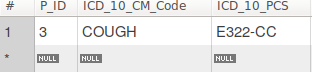 # P_ID ICD_10_CM_Code ICD_10_PCS
1 3 COUGH E322-CC
* NULL NULL NULL